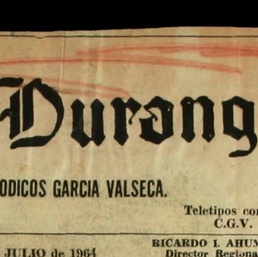 Durang
ODICOS GARCIA VALSECA.
Teletipos co
C.G.V.
JULIO de 1964
RICARDO I. AHUM
Director Regiona